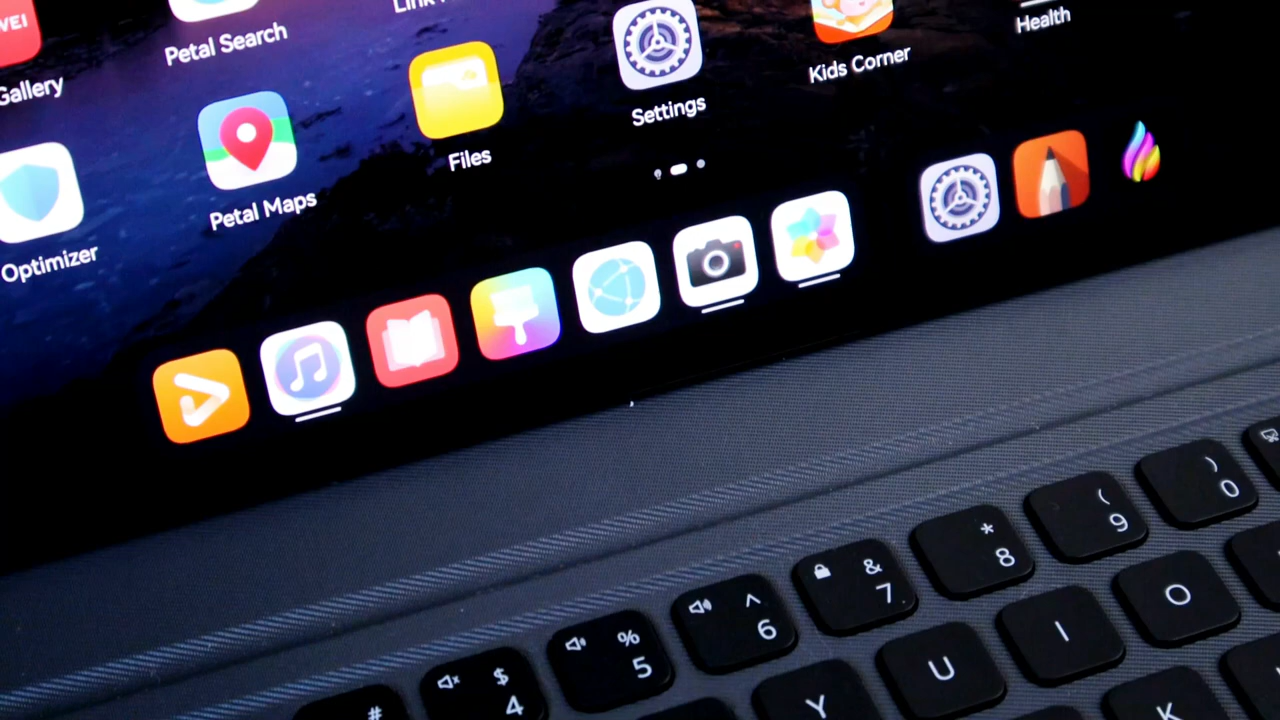 Gallery
Petal Search
Kids Corner
Health
Optimizer
Petal Maps
Files
Settings
) 0
( 9
* 8
& 7
^ 6
% 5
$ 4
#
O
I
U
Y
K